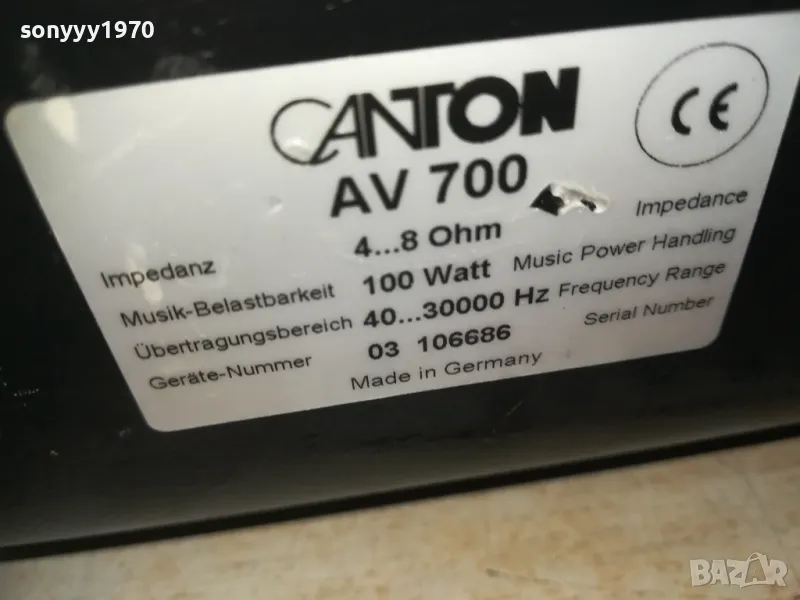 sonyyy1970
CANTON
CE
AV 700
Impedanz 4...8 Ohm Impedance
Musik-Belastbarkeit 100 Watt Music Power Handling
Übertragungsbereich 40...30000 Hz Frequency Range
Geräte-Nummer 03 106686 Serial Number
Made in Germany
BAZAR